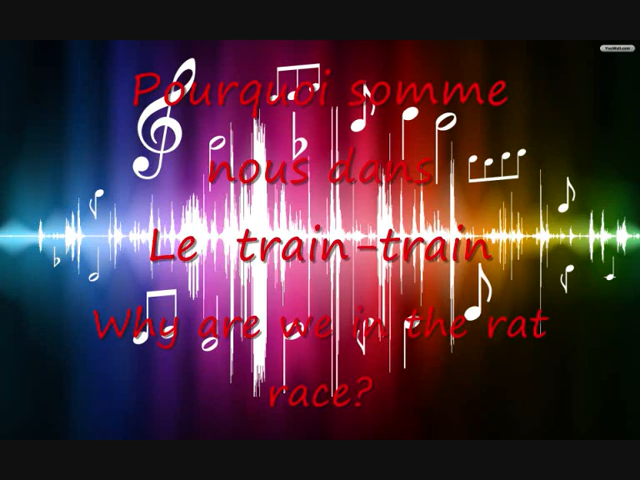 Pourquoi somme
nous dans
Le train-train
Why are we in the rat
race?